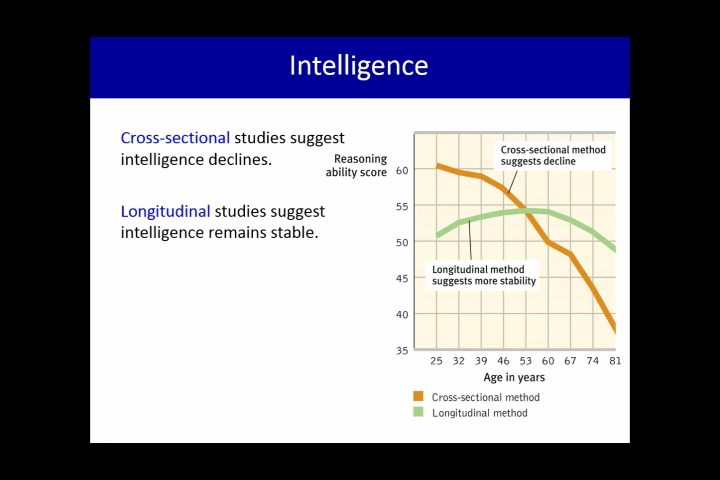 Intelligence
Cross-sectional studies suggest
intelligence declines.
Longitudinal studies suggest
intelligence remains stable.
Reasoning
ability score
Cross-sectional method
suggests decline
Longitudinal method
suggests more stability
60
55
50
45
40
35
25 32 39 46 53 60 67 74 81
Age in years
Cross-sectional method
Longitudinal method